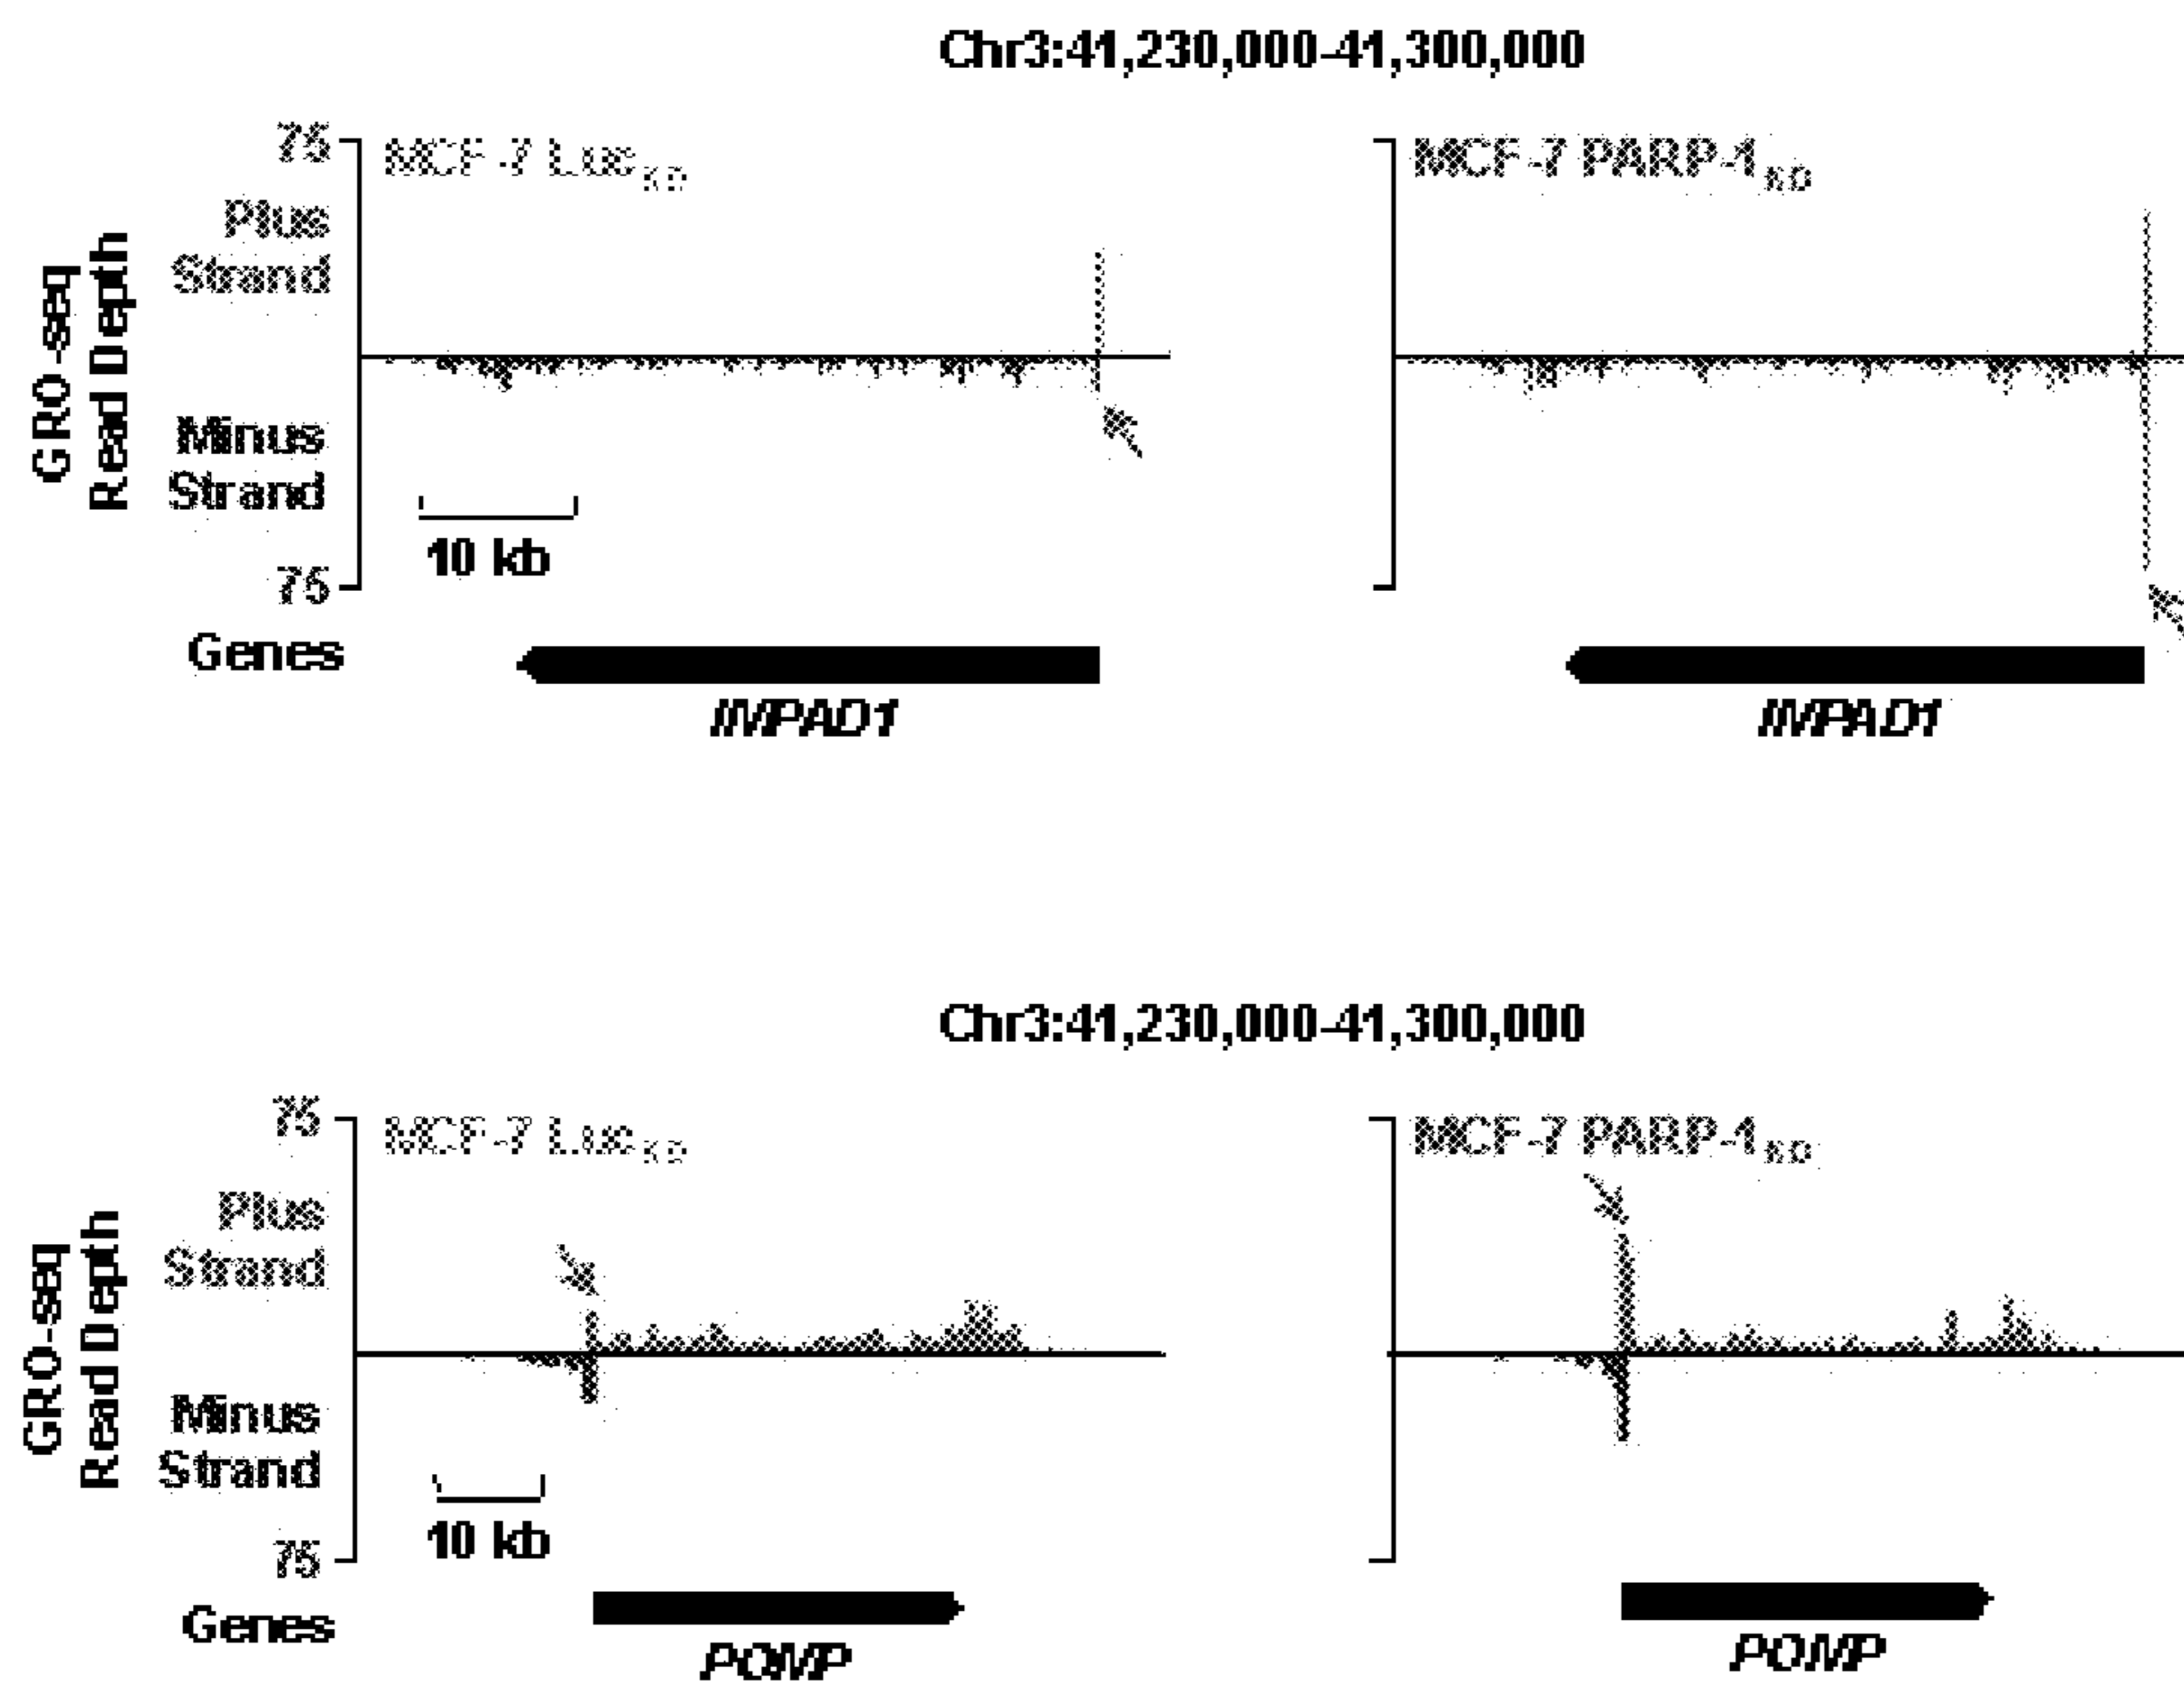 Chr3:41,230,000-41,300,000
75
MCF-7 Luc KD
MCF-7 PARP-1 KD
Plus
Strand
GRO-seq
Read Depth
Minus
Strand
10 kb
75
Genes
IMPAD1
IMPAD1
Chr3:41,230,000-41,300,000
75
MCF-7 Luc KD
MCF-7 PARP-1 KD
Plus
Strand
GRO-seq
Read Depth
Minus
Strand
10 kb
75
Genes
POMP
POMP